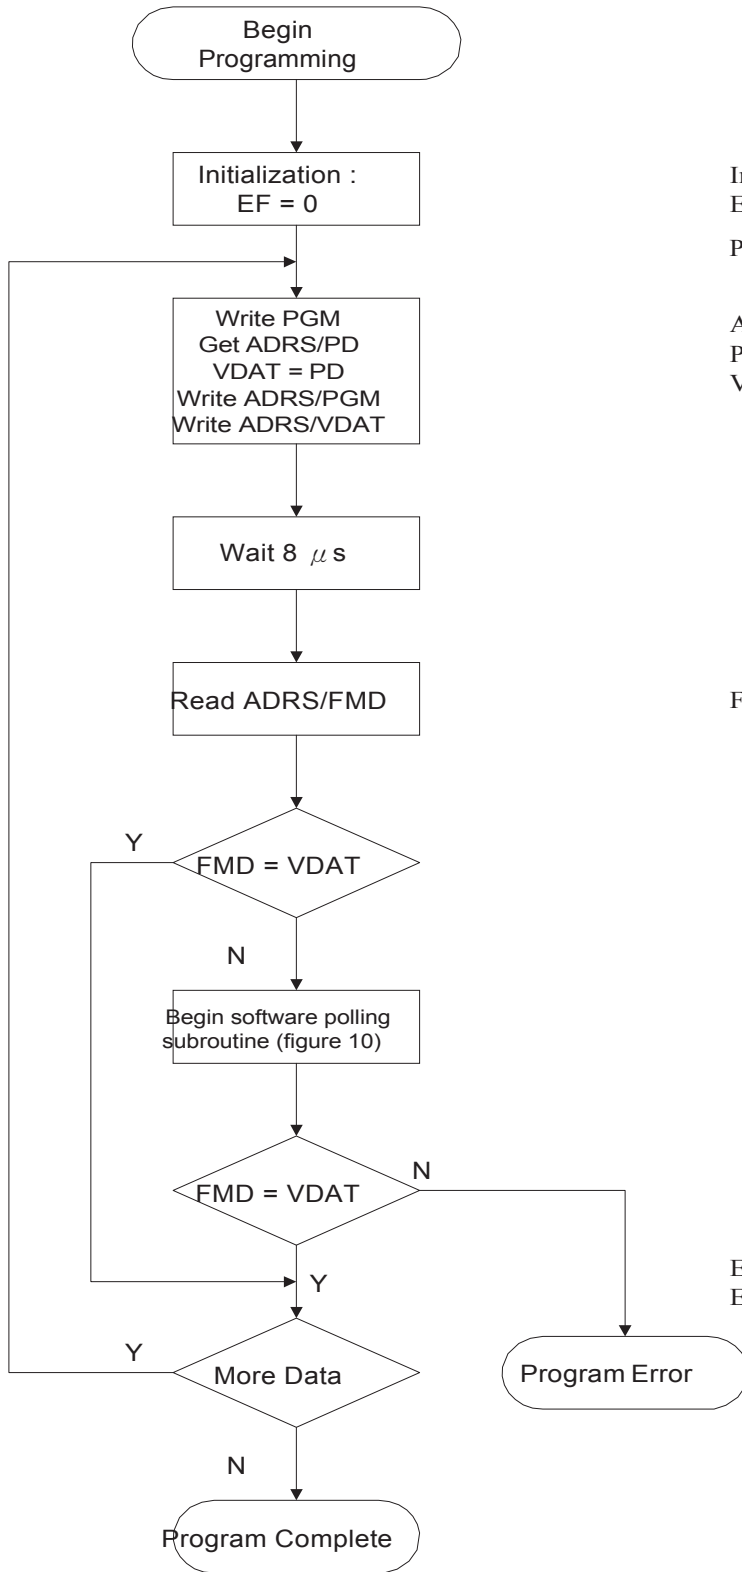 Begin
Programming
Initialization :
EF = 0
Write PGM
Get ADRS/PD
VDAT = PD
Write ADRS/PGM
Write ADRS/VDAT
Wait 8 μs
Read ADRS/FMD
Y
FMD = VDAT
N
Begin software polling
subroutine (figure 10)
N
FMD = VDAT
Y
Y
More Data
Program Error
N
Program Complete